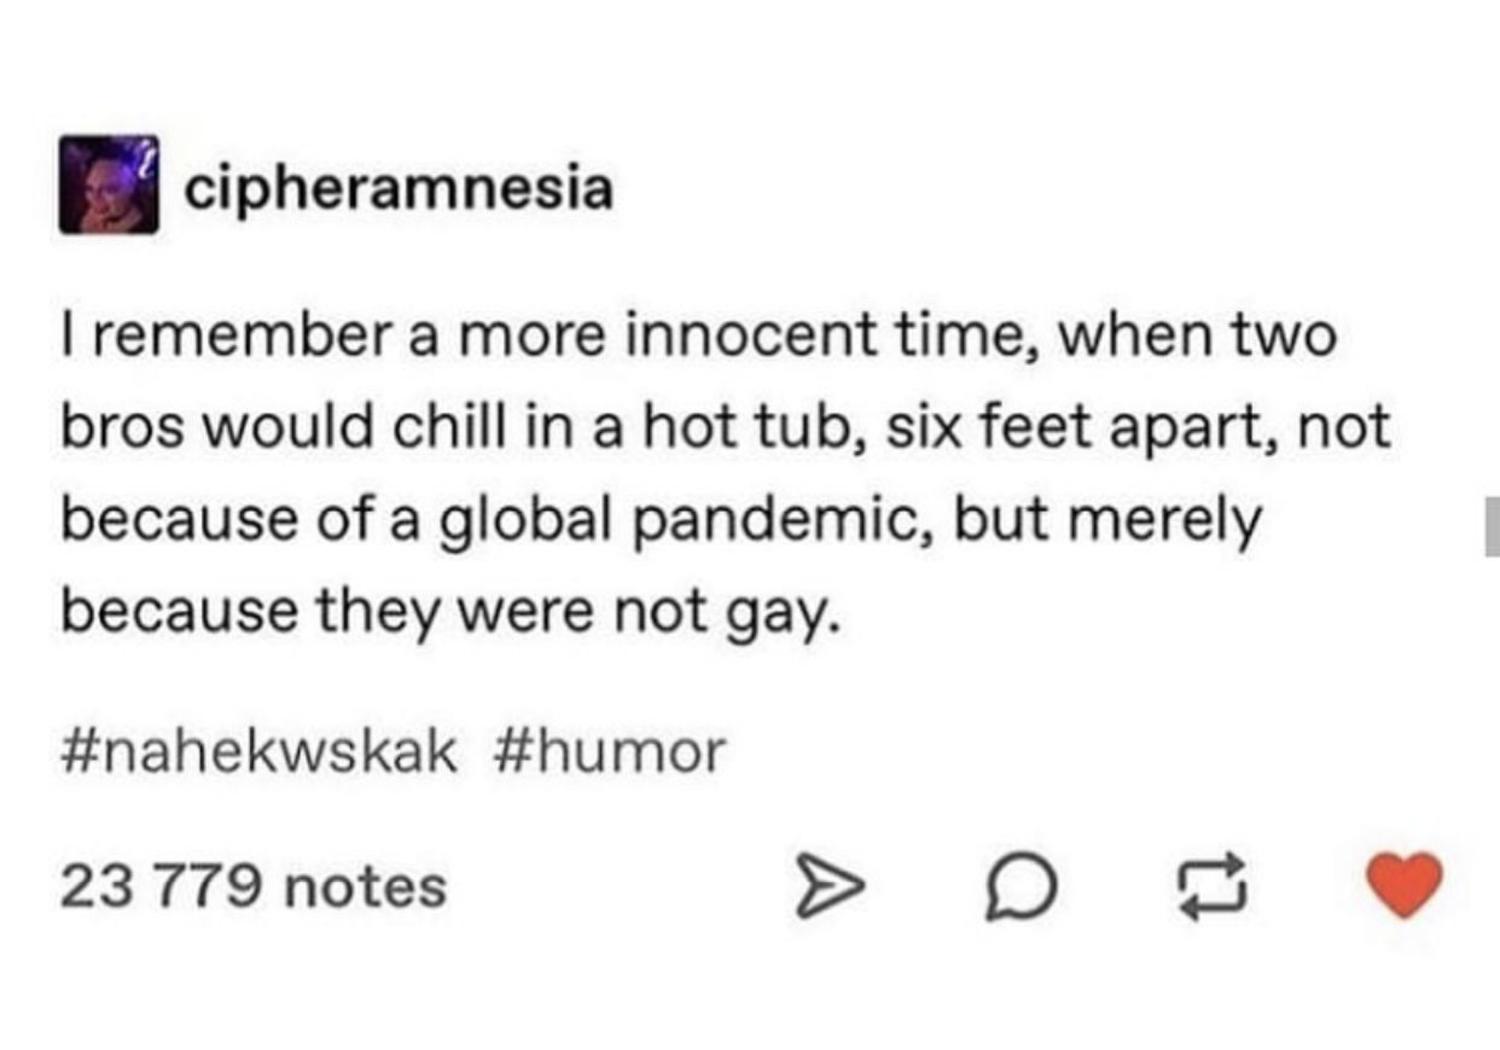 cipheramnesia
I remember a more innocent time, when two
bros would chill in a hot tub, six feet apart, not
because of a global pandemic, but merely
because they were not gay.
#nahekwskak #humor
23 779 notes